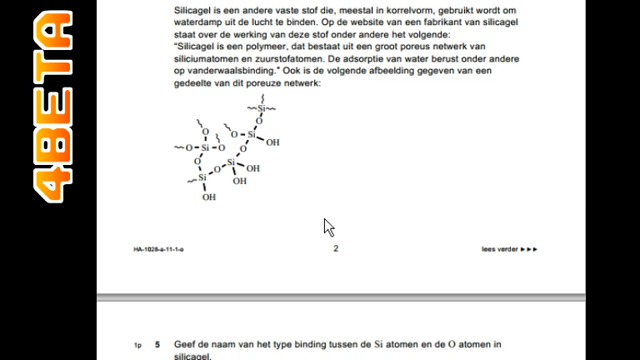 4BETA
Silicagel is een andere vaste stof die, meestal in korrelvorm, gebruikt wordt om
waterdamp uit de lucht te binden. Op de website van een fabrikant van silicagel
staat over de werking van deze stof onder andere het volgende:
“Silicagel is een polymeer, dat bestaat uit een groot poreus netwerk van
siliciumatomen en zuurstofatomen. De adsorptie van water berust onder andere
op vanderwaalsbinding.” Ook is de volgende afbeelding gegeven van een
gedeelte van dit poreuze netwerk:
Si
O
O Si
O OH
O Si O
O Si OH
O
Si OH
OH
HA-1028-a-11-1-o 2 lees verder ►►►
1p 5 Geef de naam van het type binding tussen de Si atomen en de O atomen in
silicagel.